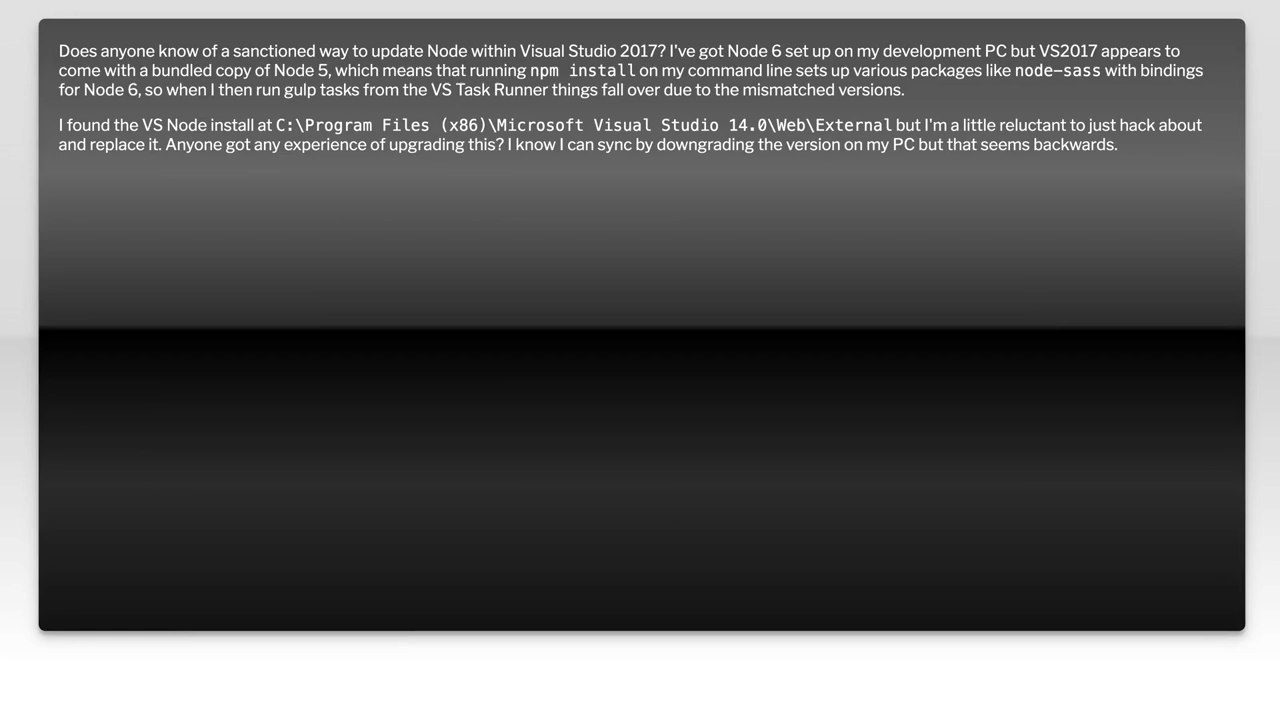 Does anyone know of a sanctioned way to update Node within Visual Studio 2017? I've got Node 6 set up on my development PC but VS2017 appears to
come with a bundled copy of Node 5, which means that running npm install on my command line sets up various packages like node-sass with bindings
for Node 6, so when I then run gulp tasks from the VS Task Runner things fall over due to the mismatched versions.
I found the VS Node install at C:\Program Files (x86)\Microsoft Visual Studio 14.0\Web\External but I'm a little reluctant to just hack about
and replace it. Anyone got any experience of upgrading this? I know I can sync by downgrading the version on my PC but that seems backwards.